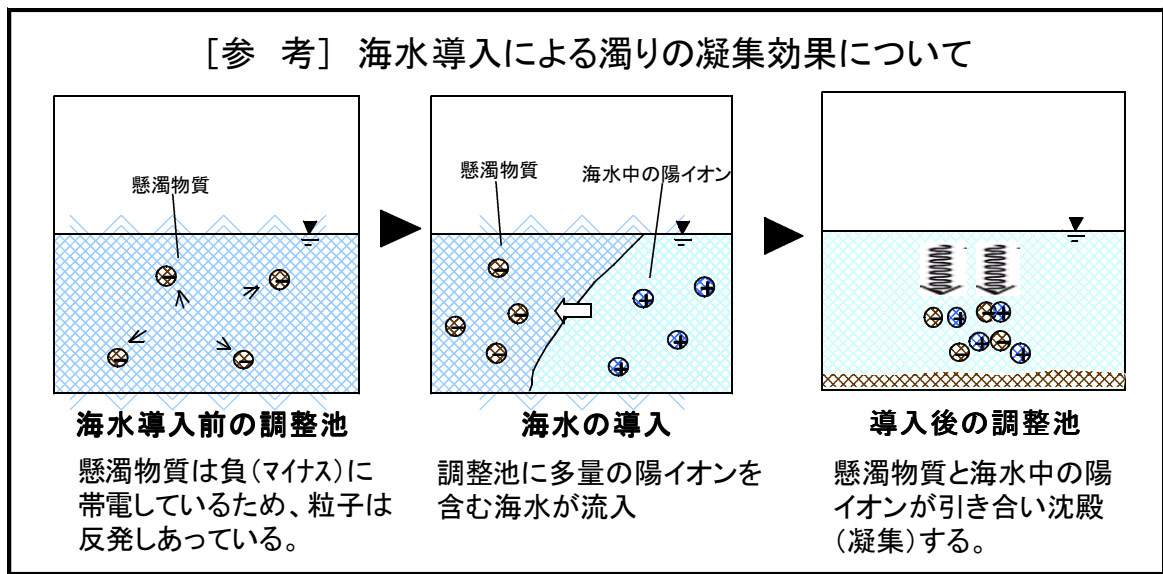 ［参　考］　海水導入による濁りの凝集効果について
懸濁物質
懸濁物質
海水中の陽イオン
海水導入前の調整池
懸濁物質は負（マイナス）に
帯電しているため、粒子は
反発しあっている。
海水の導入
調整池に多量の陽イオンを
含む海水が流入
導入後の調整池
懸濁物質と海水中の陽
イオンが引き合い沈殿
（凝集）する。